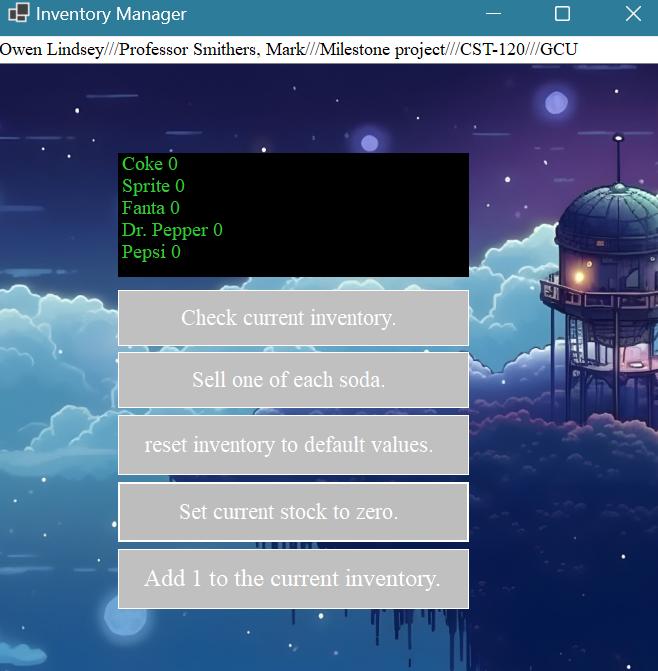 Inventory Manager
Owen Lindsey///Professor Smithers, Mark///Milestone project///CST-120///GCU
Coke 0
Sprite 0
Fanta 0
Dr. Pepper 0
Pepsi 0
Check current inventory.
Sell one of each soda.
reset inventory to default values.
Set current stock to zero.
Add 1 to the current inventory.